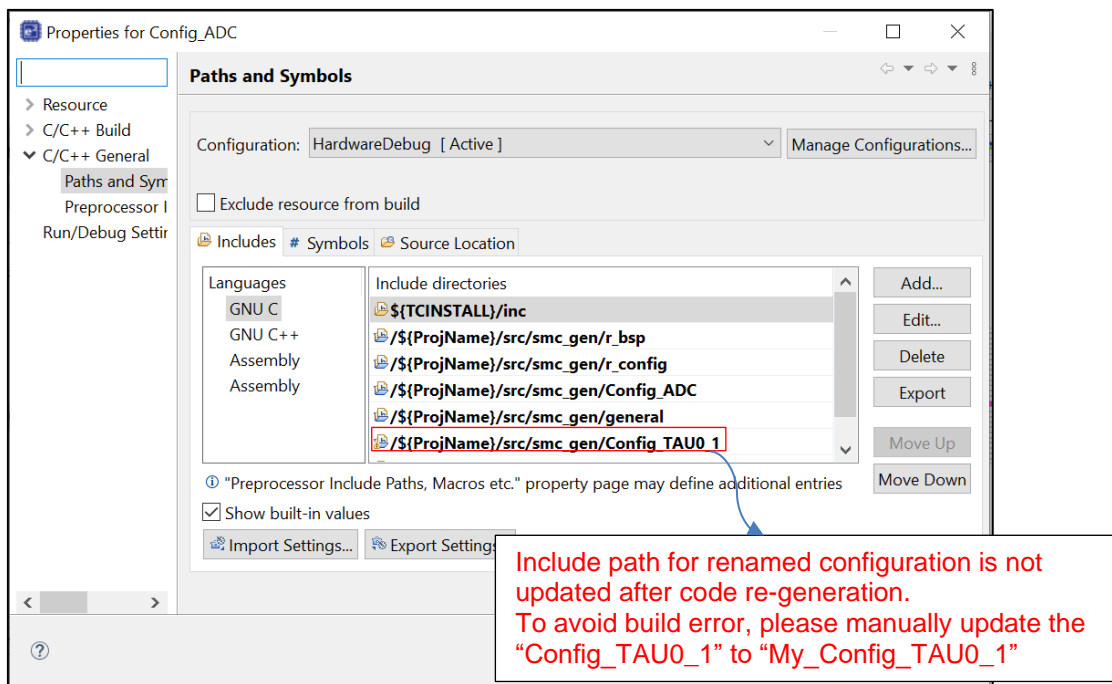 Properties for Config_ADC
Paths and Symbols
Resource
C/C++ Build
C/C++ General
Paths and Sym
Preprocessor I
Run/Debug Settin
Configuration: HardwareDebug [ Active ]
Manage Configurations...
Exclude resource from build
Includes # Symbols Source Location
Languages
GNU C
GNU C++
Assembly
Assembly
Include directories
${TCINSTALL}/inc
/${ProjName}/src/smc_gen/r_bsp
/${ProjName}/src/smc_gen/r_config
/${ProjName}/src/smc_gen/Config_ADC
/${ProjName}/src/smc_gen/general
/${ProjName}/src/smc_gen/Config_TAU0_1
Add...
Edit...
Delete
Export
Move Up
Move Down
"Preprocessor Include Paths, Macros etc." property page may define additional entries
Show built-in values
Import Settings... Export Settings
Include path for renamed configuration is not
updated after code re-generation.
To avoid build error, please manually update the
“Config_TAU0_1” to “My_Config_TAU0_1”